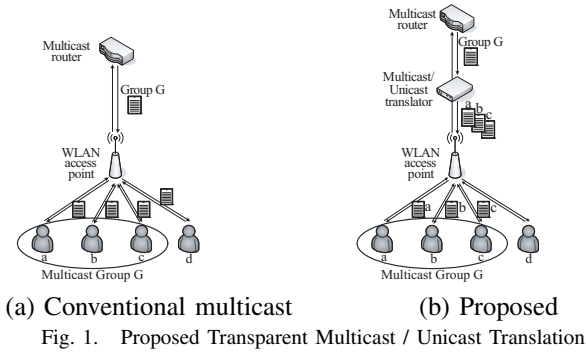 Multicast
router
Group G
WLAN
access
point
a b c d
Multicast Group G
(a) Conventional multicast
Multicast
router
Group G
Multicast/
Unicast
translator
a b c
WLAN
access
point
a b c
a b c d
Multicast Group G
(b) Proposed
Fig. 1. Proposed Transparent Multicast / Unicast Translation